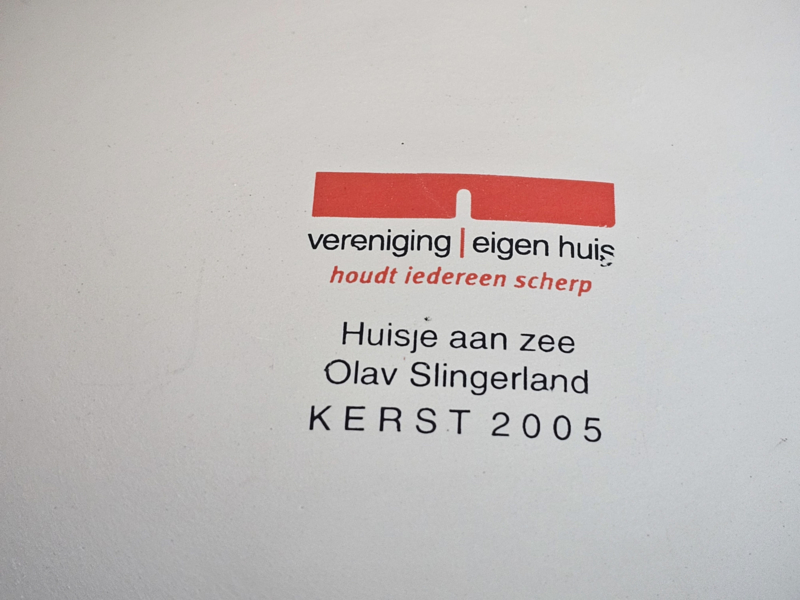 vereniging | eigen huis
houdt iedereen scherp
Huisje aan zee
Olav Slingerland
KERST 2005